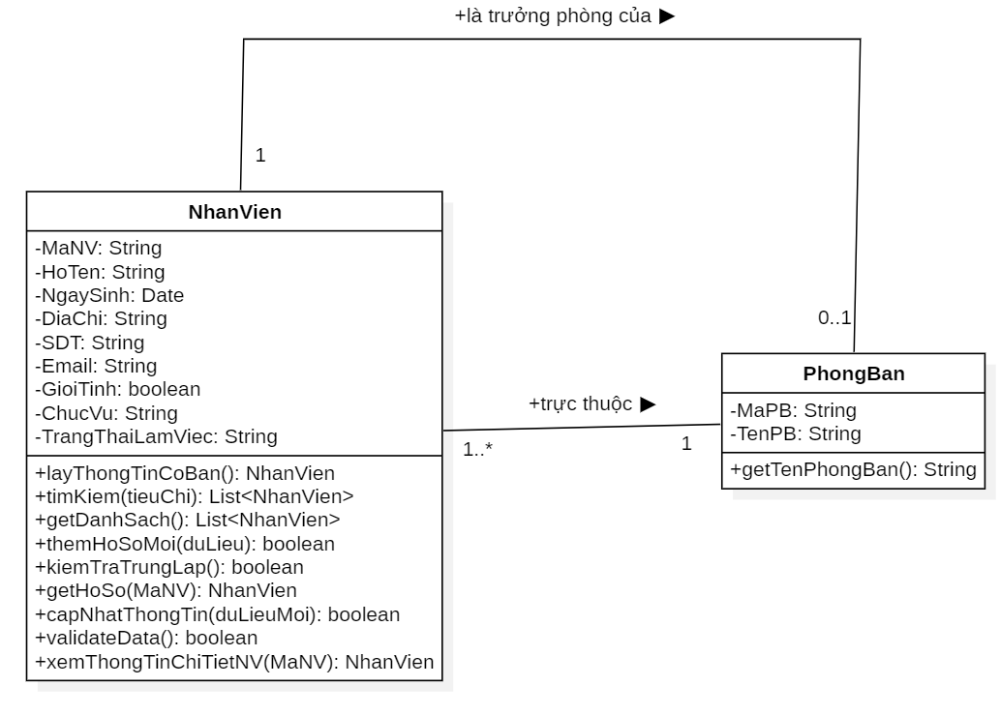 +là trưởng phòng của ▶
1
NhanVien
-MaNV: String
-HoTen: String
-NgaySinh: Date
-DiaChi: String
-SDT: String
-Email: String
-GioiTinh: boolean
-ChucVu: String
-TrangThaiLamViec: String
+layThongTinCoBan(): NhanVien
+timKiem(tieuChi): List<NhanVien>
+getDanhSach(): List<NhanVien>
+themHoSoMoi(duLieu): boolean
+kiemTraTrungLap(): boolean
+getHoSo(MaNV): NhanVien
+capNhatThongTin(duLieuMoi): boolean
+validateData(): boolean
+xemThongTinChiTietNV(MaNV): NhanVien
+trực thuộc ▶
1..*
1
0..1
PhongBan
-MaPB: String
-TenPB: String
+getTenPhongBan(): String